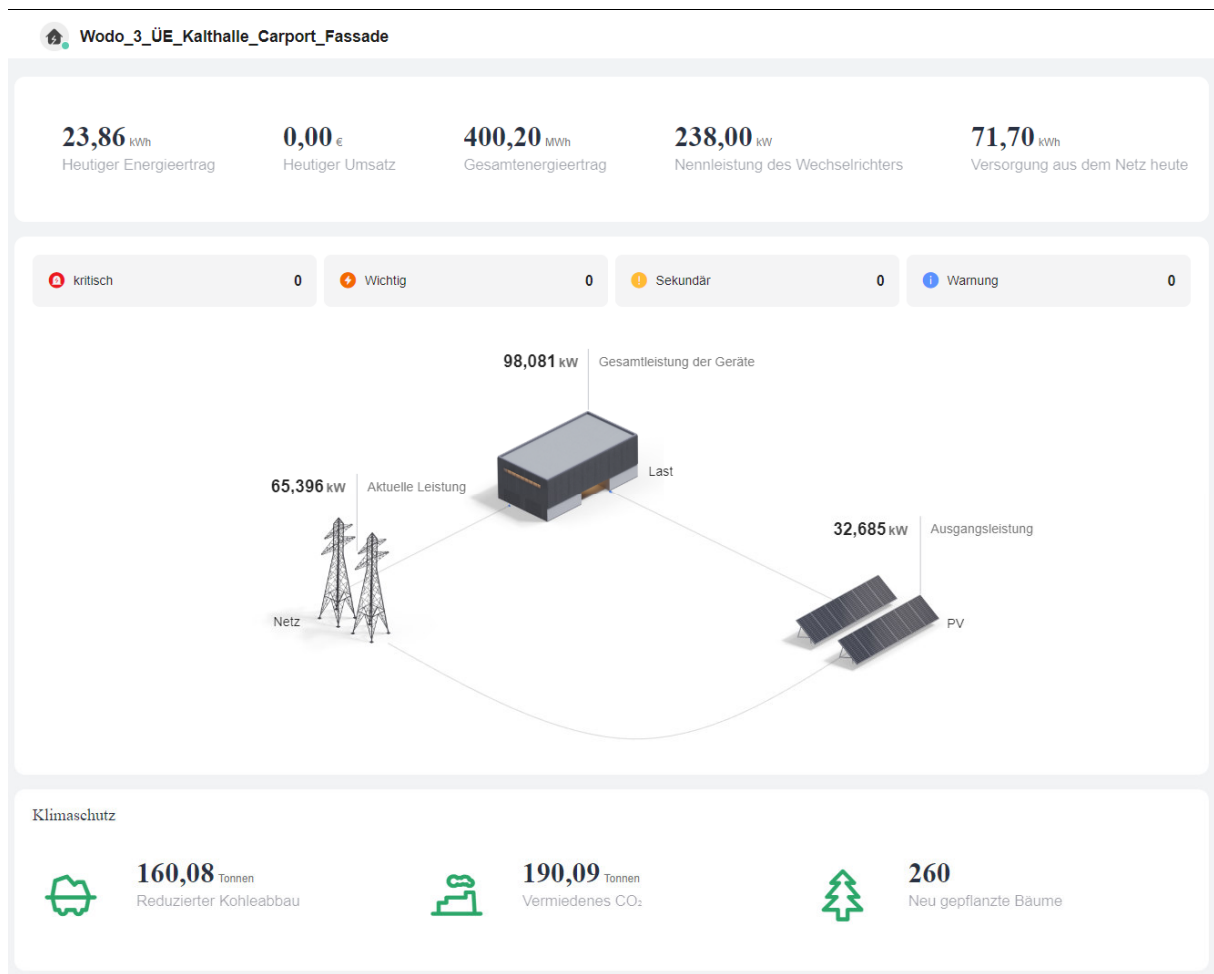 Wodo_3_ÜE_Kalthalle_Carport_Fassade
23,86 kWh
Heutiger Energieertrag
0,00 €
Heutiger Umsatz
400,20 MWh
Gesamtenergieertrag
238,00 kW
Nennleistung des Wechselrichters
71,70 kWh
Versorgung aus dem Netz heute
kritisch 0
Wichtig 0
Sekundär 0
Warnung 0
98,081 kW Gesamtleistung der Geräte
Last
65,396 kW Aktuelle Leistung
32,685 kW Ausgangsleistung
Netz
PV
Klimaschutz
160,08 Tonnen
Reduzierter Kohleabbau
190,09 Tonnen
Vermiedenes CO₂
260
Neu gepflanzte Bäume